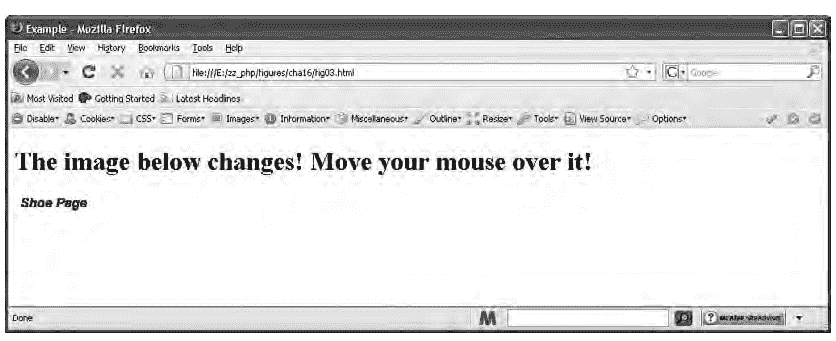 Example - Mozilla Firefox
File Edit View History Bookmarks Tools Help
file:///E:/zz_php/figures/cha16/fig03.html
G Google
Most Visited Getting Started Latest Headlines
Disable Cookies CSS Forms Images Information Miscellaneous Outline Resize Tools View Source Options
The image below changes! Move your mouse over it!
Shoe Page
Done
M